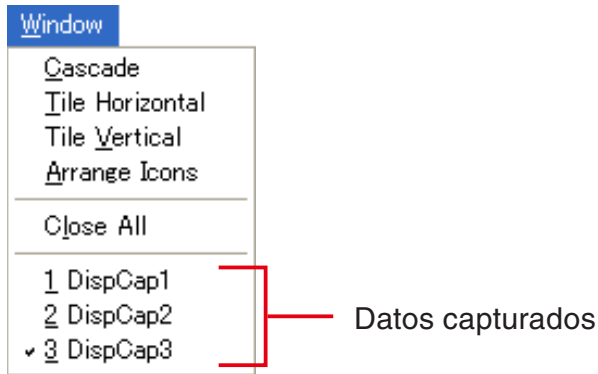 Window
Cascade
Tile Horizontal
Tile Vertical
Arrange Icons
Close All
1 DispCap1
2 DispCap2
✓ 3 DispCap3
Datos capturados